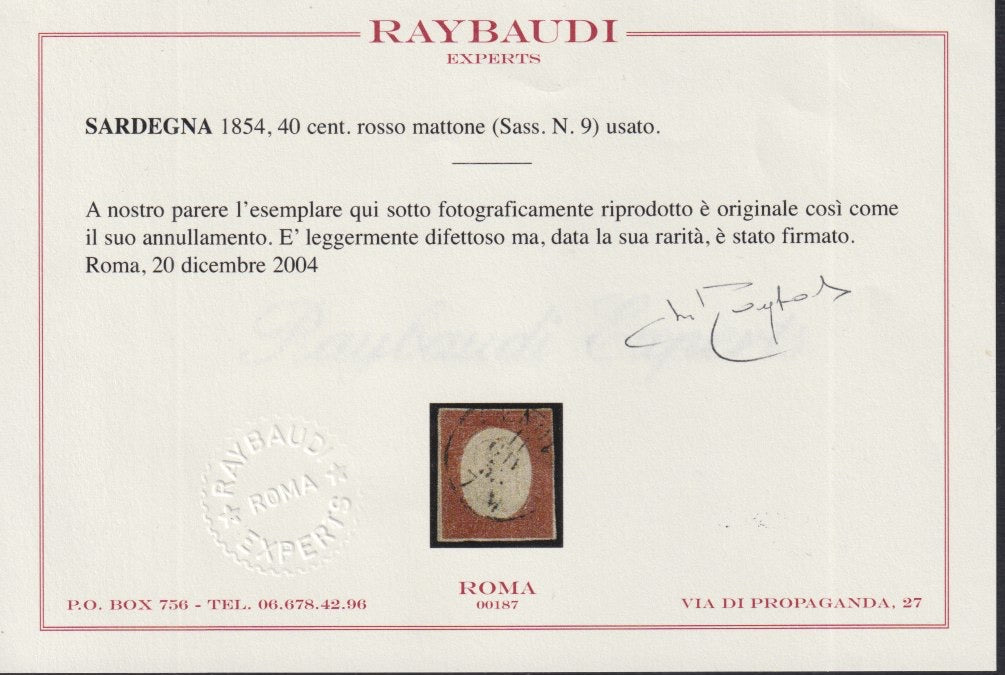 RAYBAUDI
EXPERTS
SARDEGNA 1854, 40 cent. rosso mattone (Sass. N. 9) usato.
A nostro parere l'esemplare qui sotto fotograficamente riprodotto è originale così come
il suo annullamento. E' leggermente difettoso ma, data la sua rarità, è stato firmato.
Roma, 20 dicembre 2004
Raybaudi Experts
RAYBAUDI
ROMA
EXPERTS
ROMA
P.O. BOX 756 - TEL. 06.678.42.96
00187
VIA DI PROPAGANDA, 27